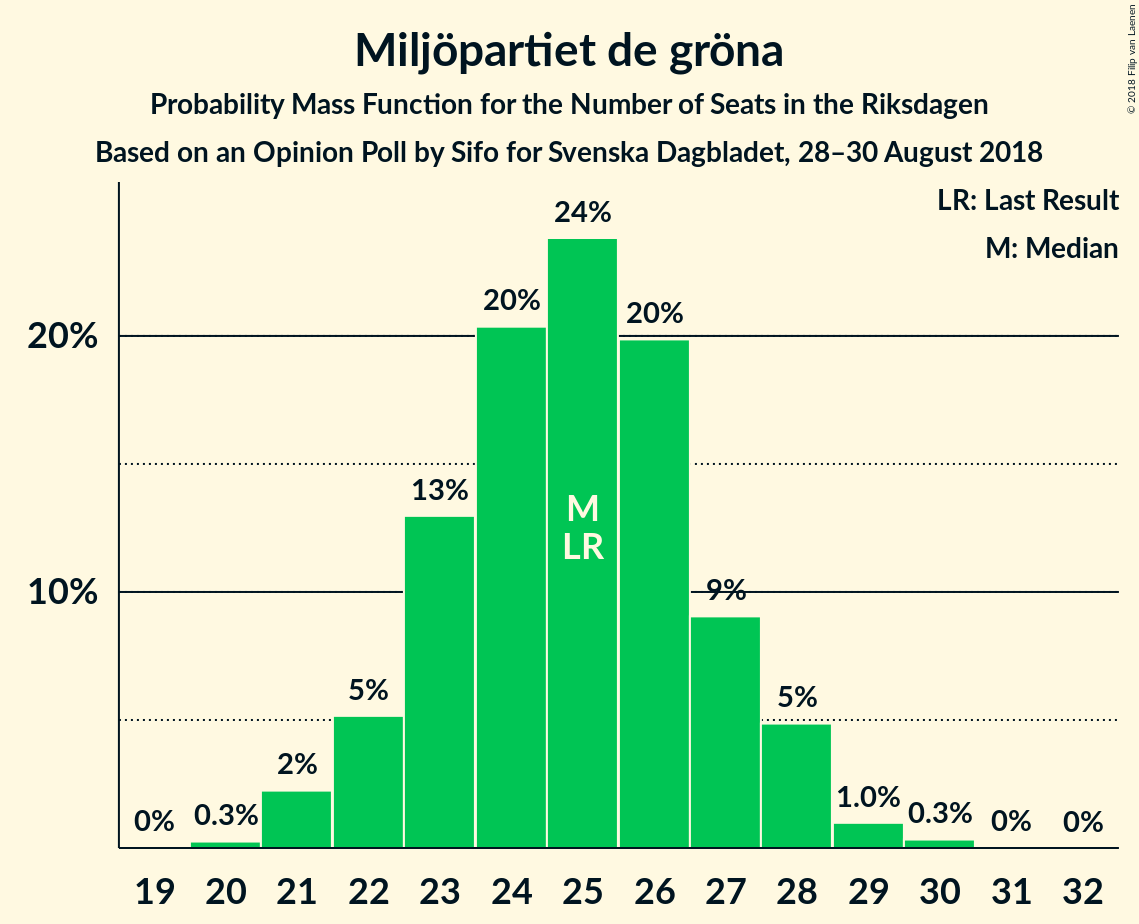 © 2018 Filip van Laenen
Miljöpartiet de gröna
Probability Mass Function for the Number of Seats in the Riksdagen
Based on an Opinion Poll by Sifo for Svenska Dagbladet, 28–30 August 2018
LR: Last Result
M: Median
20%
10%
0%
0.3%
2%
5%
13%
20%
24%
20%
9%
5%
1.0%
0.3%
0%
0%
M
LR
19 20 21 22 23 24 25 26 27 28 29 30 31 32